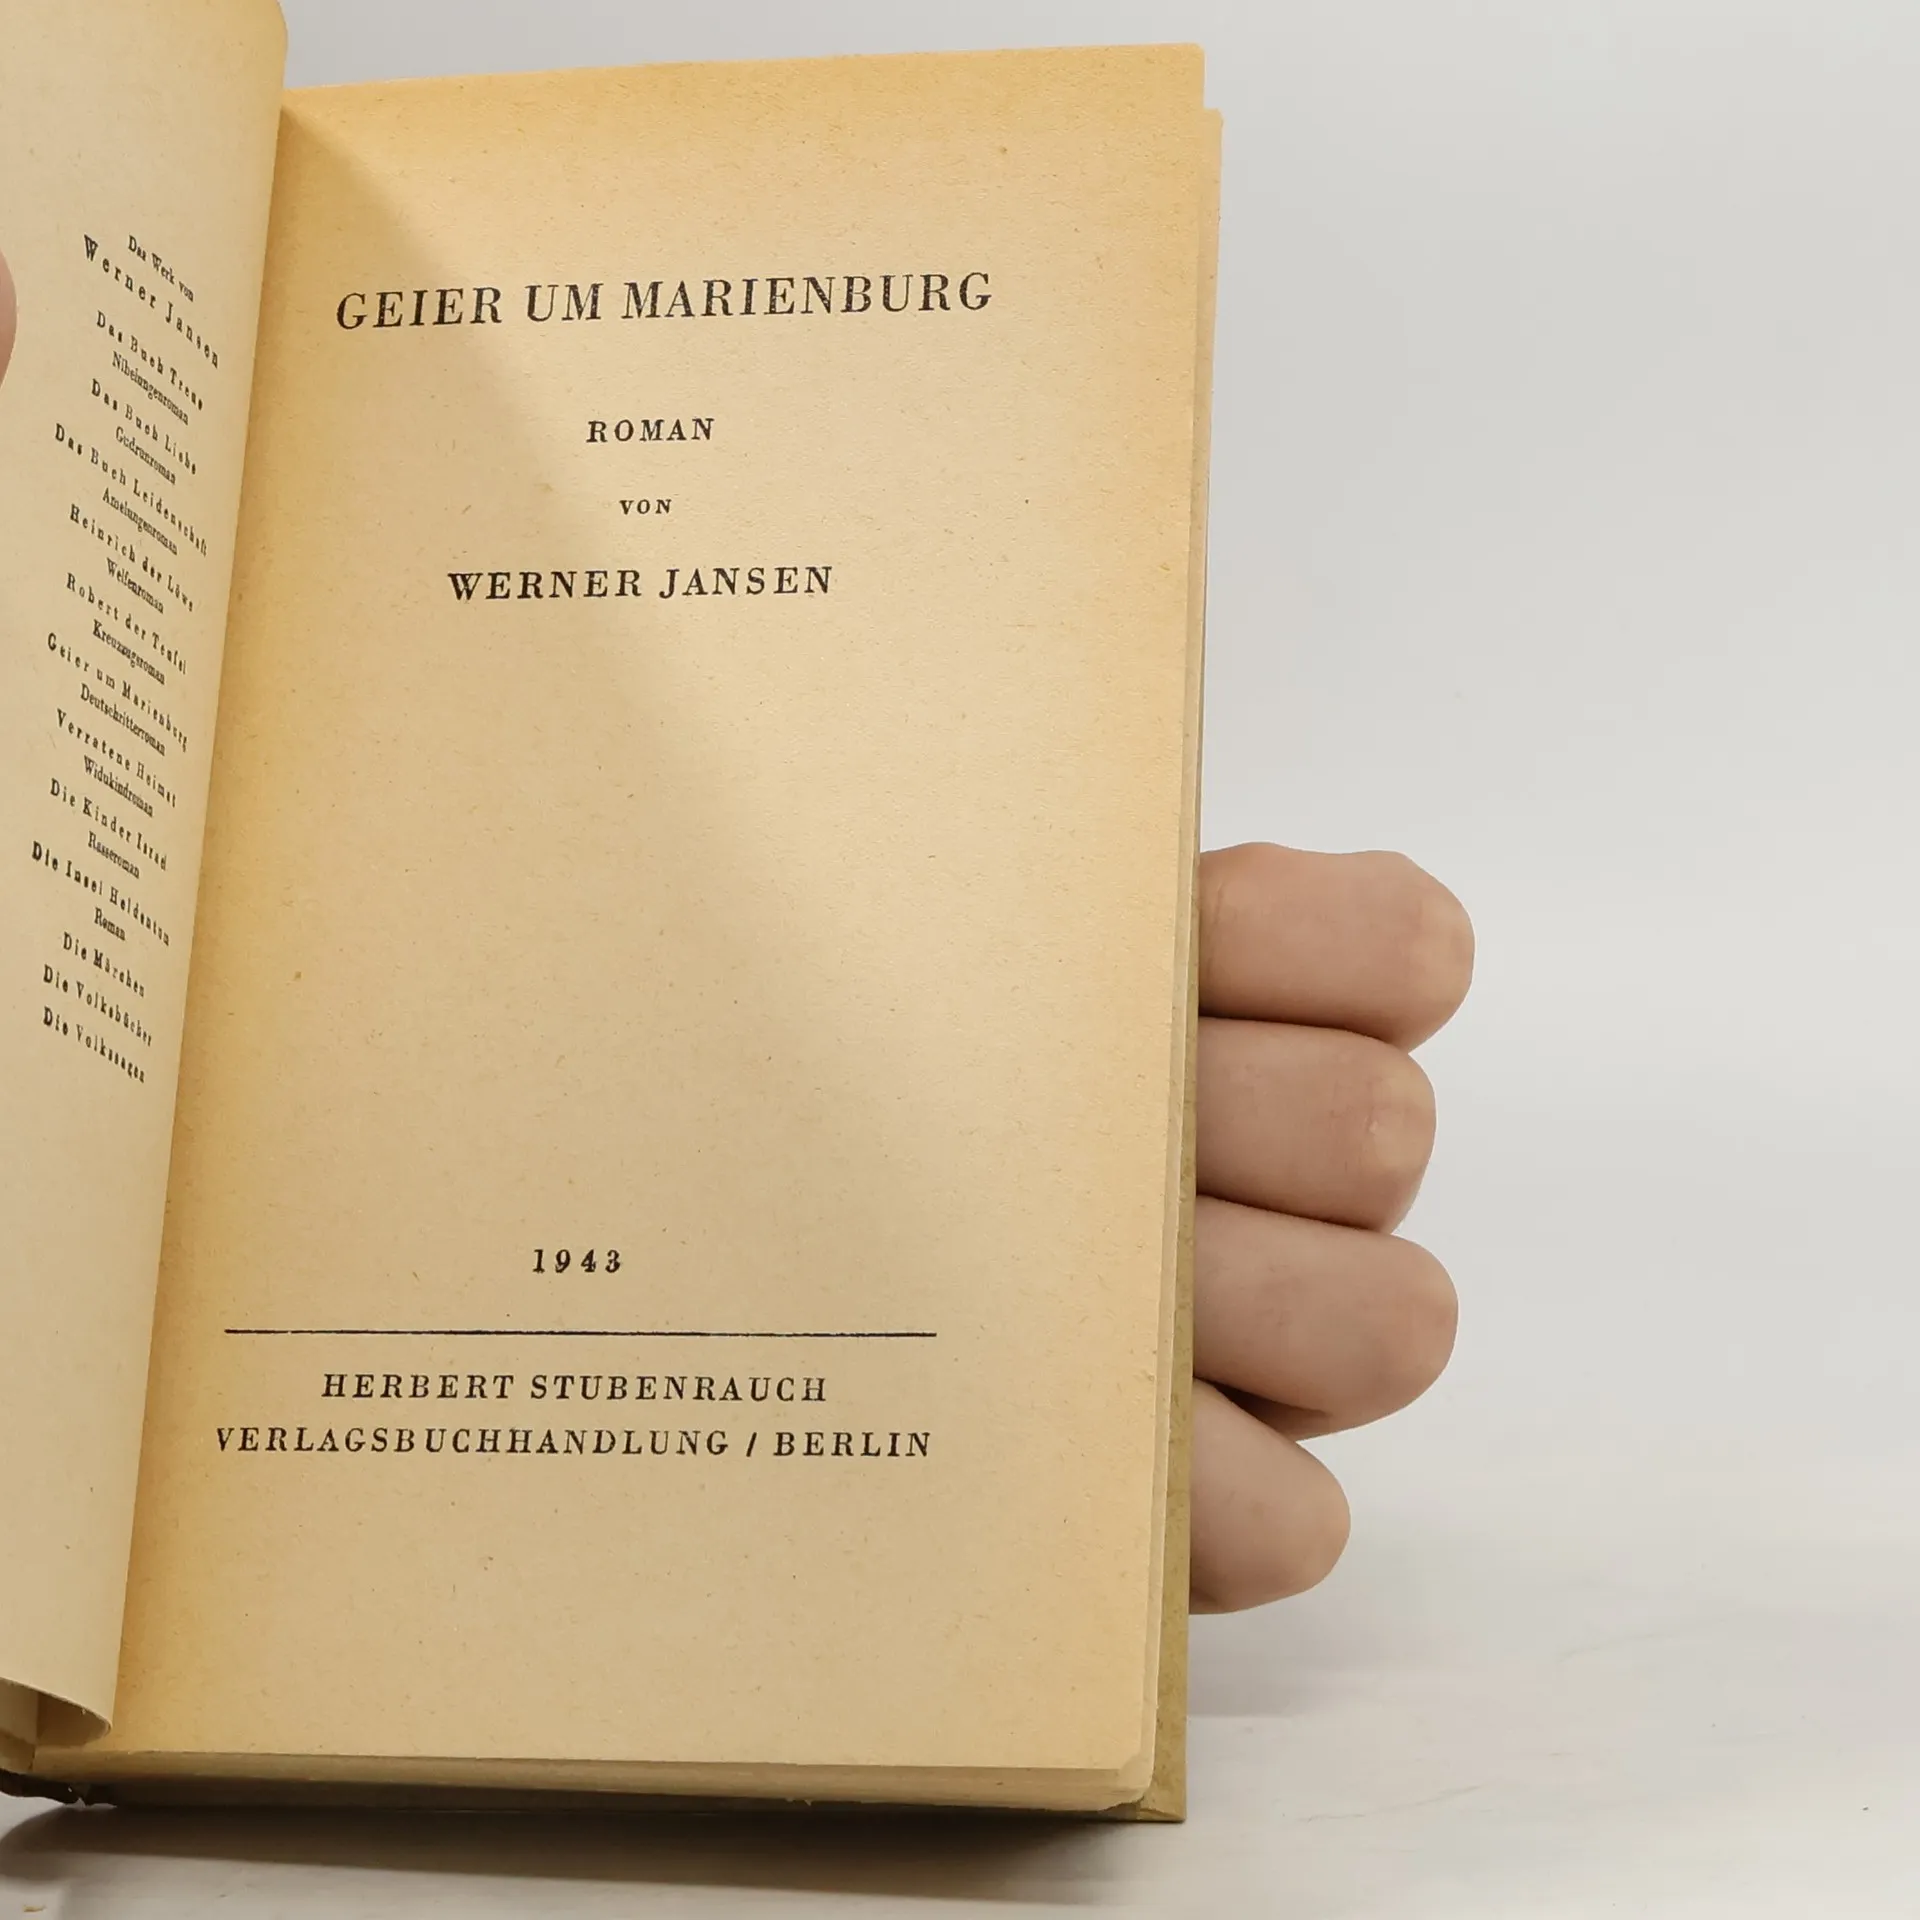 Das Werk von
Werner Jansen
Das Buch Treue
Nibelungenroman
Das Buch Liebe
Gudrunroman
Das Buch Leidenschaft
Amelungenroman
Heinrich der Löwe
Welfenroman
Robert der Teufel
Kreuzzugsroman
Geier um Marienburg
Deutschritterroman
Verratene Heimat
Widukindroman
Die Kinder Israel
Rasseroman
Die Insel Heldentum
Roman
Die Märchen
Die Volksbücher
Die Volkssagen
GEIER UM MARIENBURG
ROMAN
VON
WERNER JANSEN
1943
HERBERT STUBENRAUCH
VERLAGSBUCHHANDLUNG / BERLIN